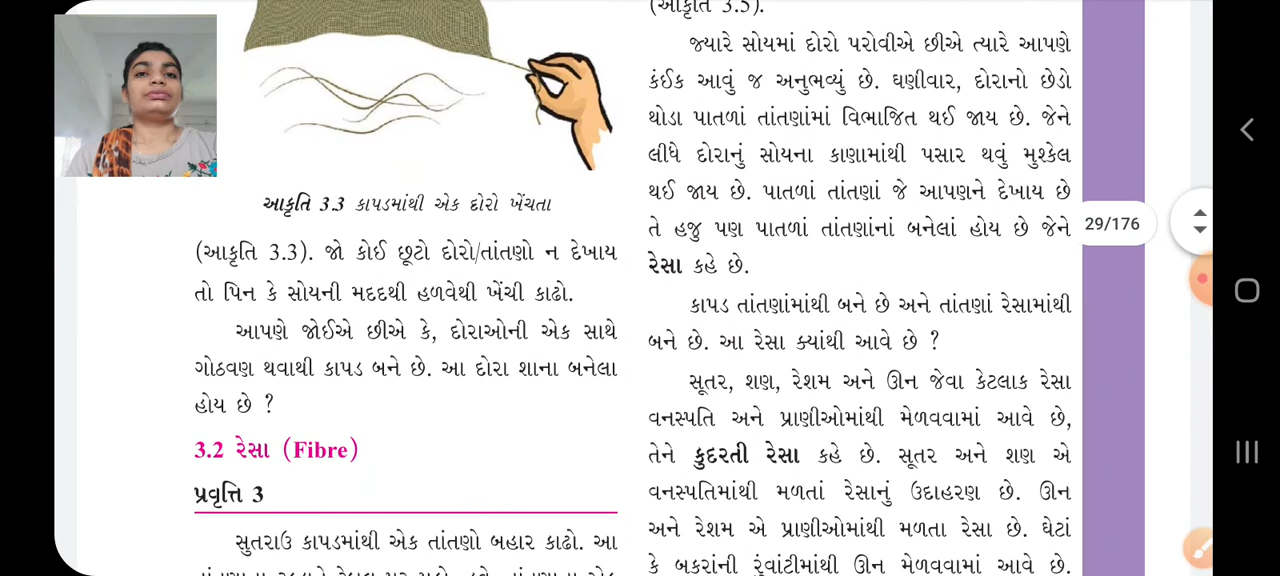 આકૃતિ 3.3 કાપડમાંથી એક દોરો ખેંચતા
(આકૃતિ 3.3). જો કોઈ છૂટો દોરો/તાંતણો ન દેખાય
તો પિન કે સોયની મદદથી હળવેથી ખેંચી કાઢો.
આપણે જોઈએ છીએ કે, દોરાઓની એક સાથે
ગોઠવણ થવાથી કાપડ બને છે. આ દોરા શાના બનેલા
હોય છે ?
3.2 રેસા (Fibre)
પ્રવૃત્તિ 3
સુતરાઉ કાપડમાંથી એક તાંતણો બહાર કાઢો. આ
(આકૃતિ 3.5).
જ્યારે સોયમાં દોરો પરોવીએ છીએ ત્યારે આપણે
કંઈક આવું જ અનુભવ્યું છે. ઘણીવાર, દોરાનો છેડો
થોડા પાતળાં તાંતણાંમાં વિભાજિત થઈ જાય છે. જેને
લીધે દોરાનું સોયના કાણામાંથી પસાર થવું મુશ્કેલ
થઈ જાય છે. પાતળાં તાંતણાં જે આપણને દેખાય છે
તે હજુ પણ પાતળાં તાંતણાંનાં બનેલાં હોય છે જેને
રેસા કહે છે.
કાપડ તાંતણાંમાંથી બને છે અને તાંતણાં રેસામાંથી
બને છે. આ રેસા ક્યાંથી આવે છે ?
સૂતર, શણ, રેશમ અને ઊન જેવા કેટલાક રેસા
વનસ્પતિ અને પ્રાણીઓમાંથી મેળવવામાં આવે છે,
તેને કુદરતી રેસા કહે છે. સૂતર અને શણ એ
વનસ્પતિમાંથી મળતાં રેસાનું ઉદાહરણ છે. ઊન
અને રેશમ એ પ્રાણીઓમાંથી મળતા રેસા છે. ઘેટાં
કે બકરાંની રુંવાંટીમાંથી ઊન મેળવવામાં આવે છે.
29/176